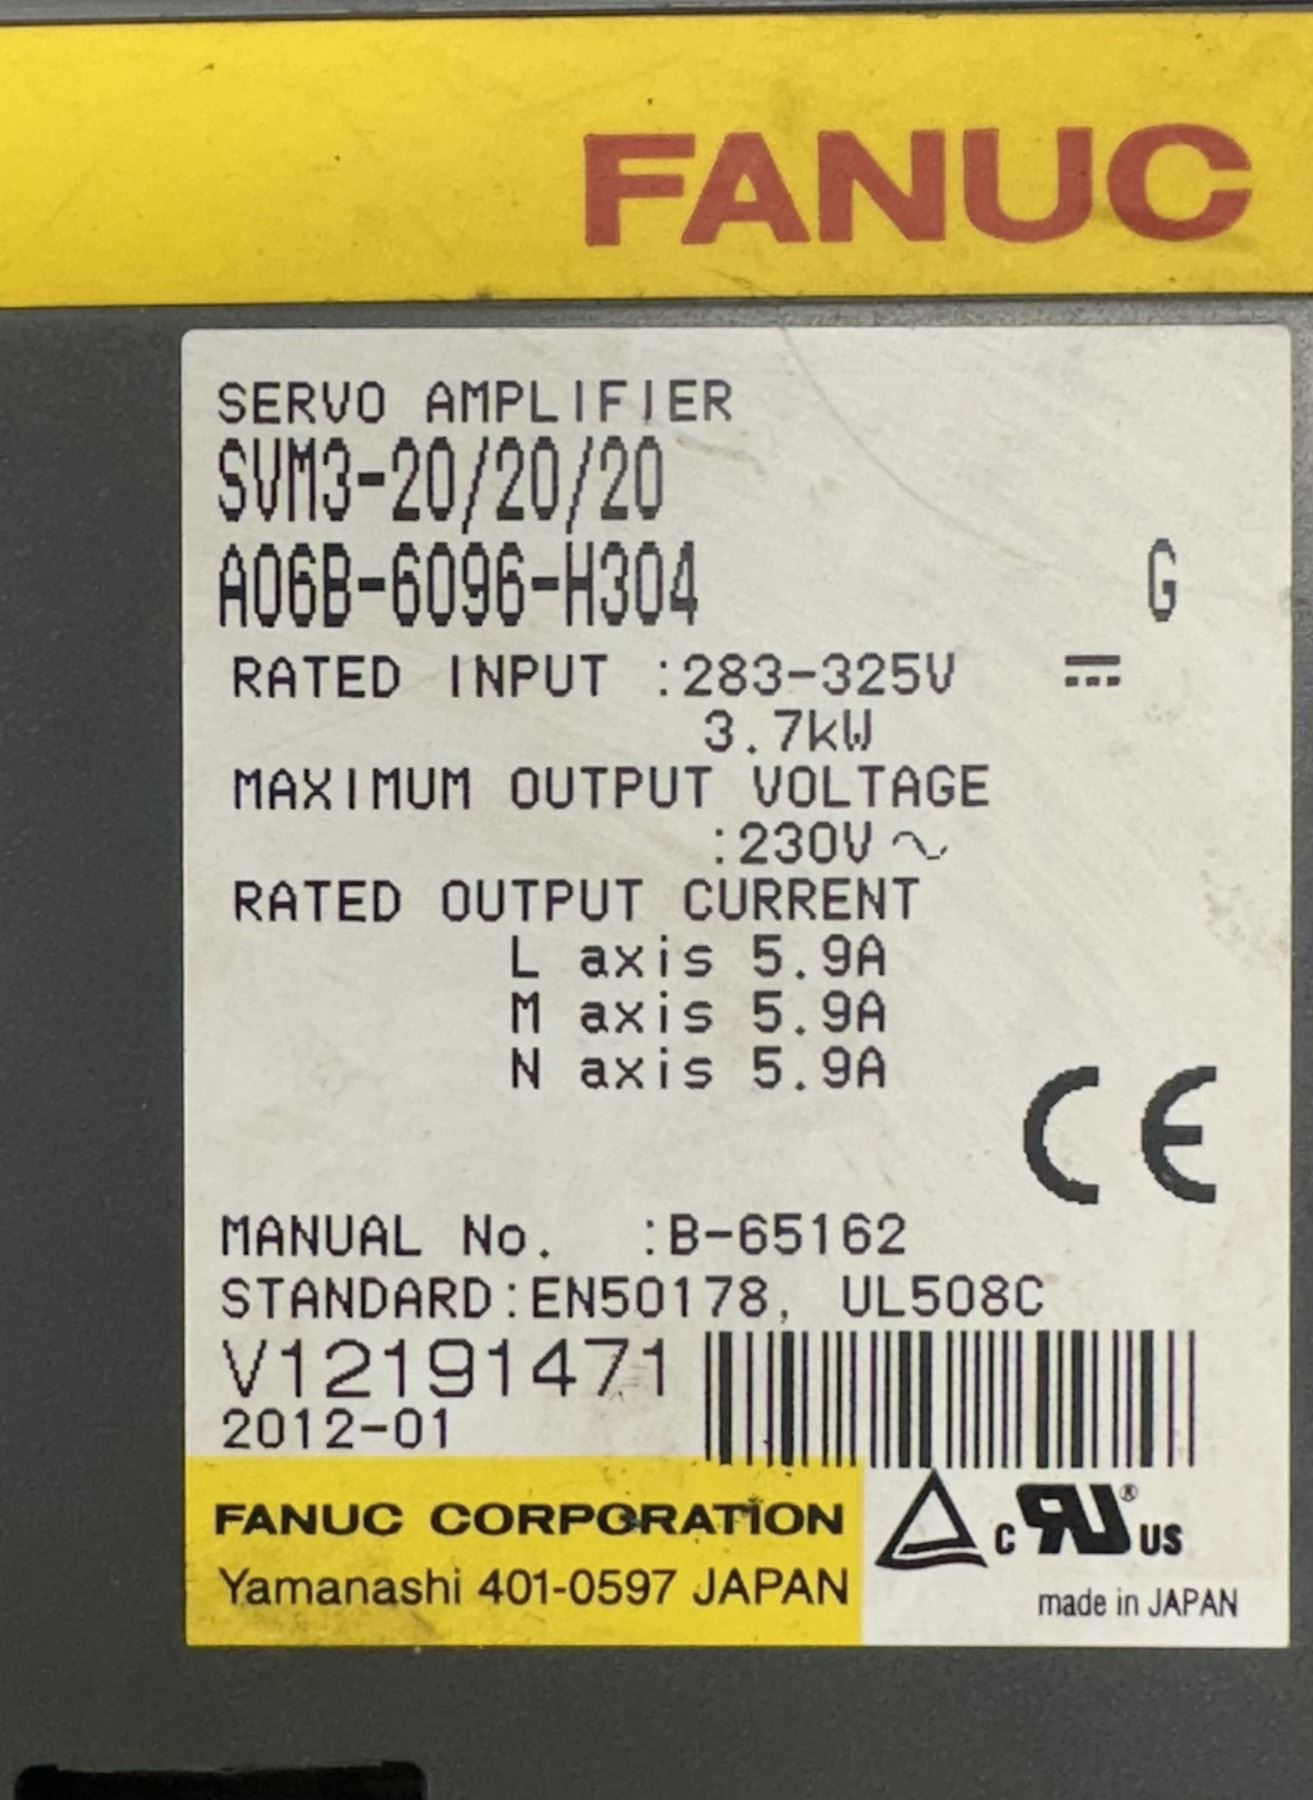 FANUC
SERVO AMPLIFIER
SVM3-20/20/20
A06B-6096-H304 G
RATED INPUT :283-325V ⎓
3.7kW
MAXIMUM OUTPUT VOLTAGE
:230V ~
RATED OUTPUT CURRENT
L axis 5.9A
M axis 5.9A
N axis 5.9A
CE
MANUAL No. :B-65162
STANDARD:EN50178, UL508C
V12191471
2012-01
FANUC CORPORATION
Yamanashi 401-0597 JAPAN
c RU® US
made in JAPAN